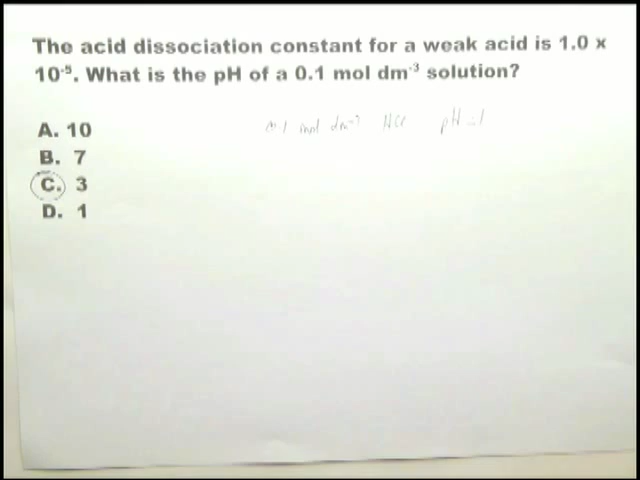 The acid dissociation constant for a weak acid is 1.0 x
10⁻⁵. What is the pH of a 0.1 mol dm⁻³ solution?
0.1 mol dm⁻³ HCl pH = 1
A. 10
B. 7
C. 3
D. 1